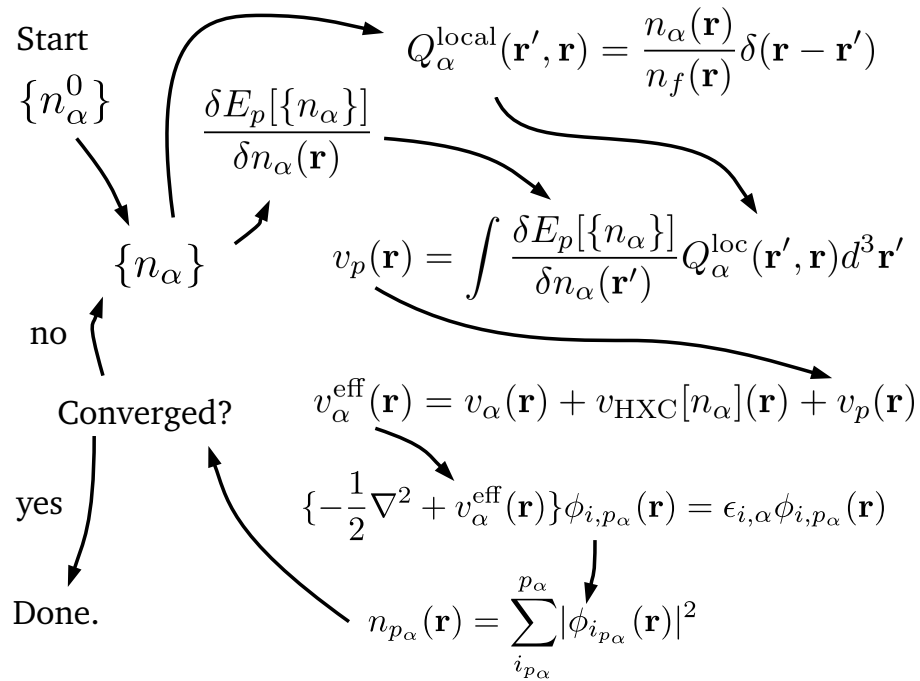 Start
{n_α^0}
Q_α^local(r′, r) = n_α(r)/n_f(r) δ(r − r′)
δE_p[{n_α}]/δn_α(r)
{n_α}
v_p(r) = ∫ δE_p[{n_α}]/δn_α(r′) Q_α^loc(r′, r)d³r′
no
Converged?
v_α^eff(r) = v_α(r) + v_HXC[n_α](r) + v_p(r)
yes
{−1/2 ∇² + v_α^eff(r)}ϕ_{i,p_α}(r) = ϵ_{i,α}ϕ_{i,p_α}(r)
Done.
n_{p_α}(r) = ∑_{i_{p_α}}^{p_α} |ϕ_{i_{p_α}}(r)|²